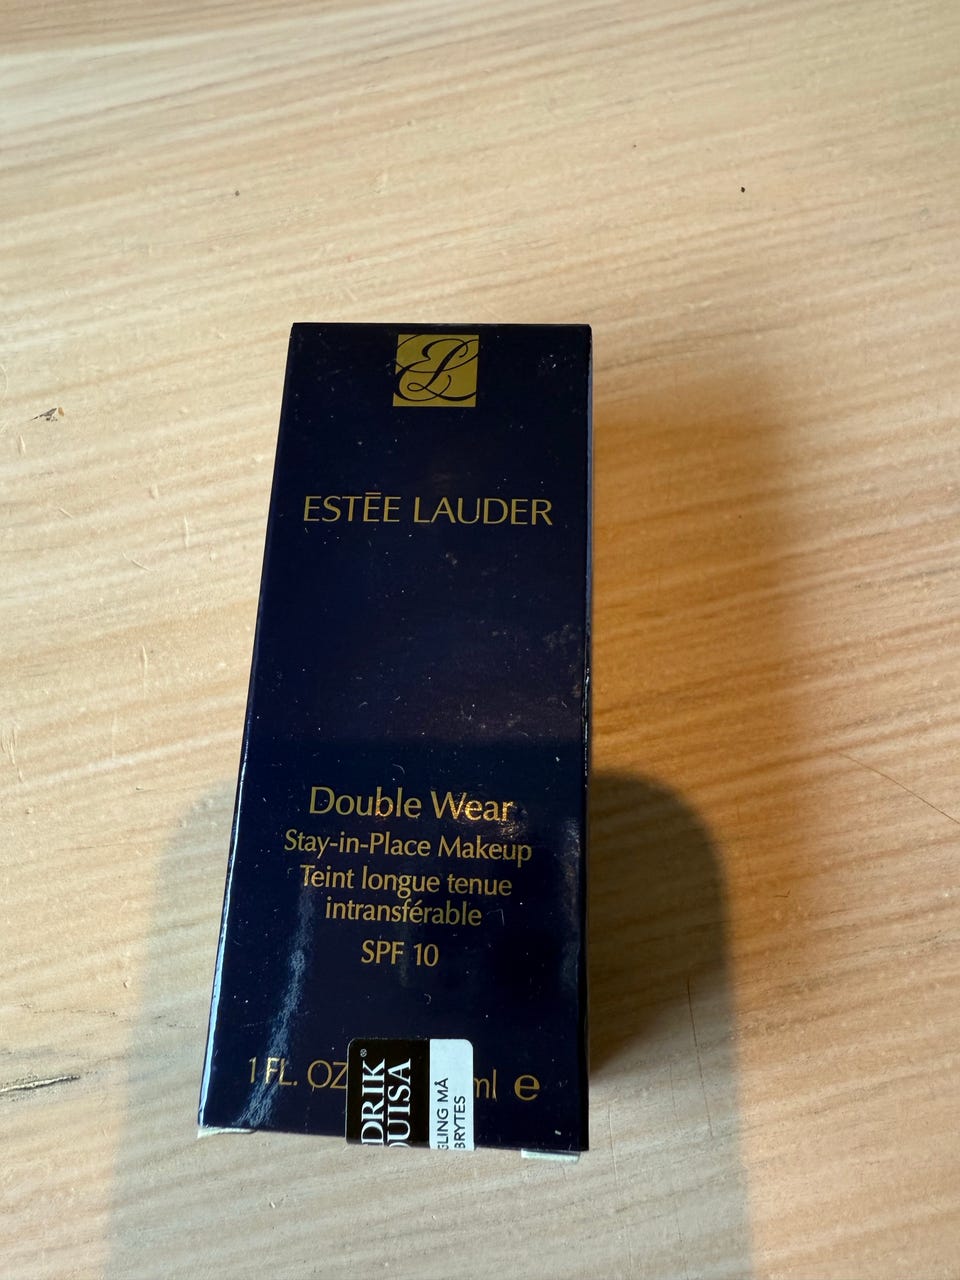 ESTĒE LAUDER
Double Wear
Stay-in-Place Makeup
Teint longue tenue
intransférable
SPF 10
1 FL. OZ ml e
DRIK®
OUISA
GLING MÅ
BRYTES